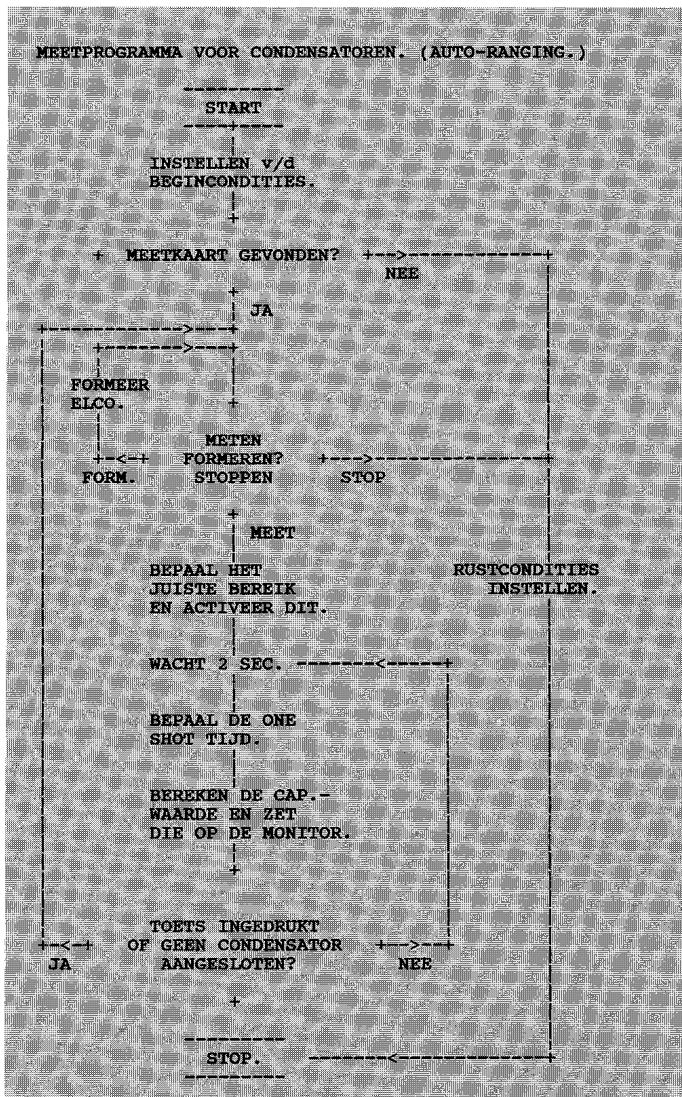 MEETPROGRAMMA VOOR CONDENSATOREN. (AUTO-RANGING.)
START
INSTELLEN v/d
BEGINCONDITIES.
MEETKAART GEVONDEN?
NEE
JA
FORMEER
ELCO.
METEN
FORMEREN?
STOPPEN
FORM.
STOP
MEET
BEPAAL HET
JUISTE BEREIK
EN ACTIVEER DIT.
RUSTCONDITIES
INSTELLEN.
WACHT 2 SEC.
BEPAAL DE ONE
SHOT TIJD.
BEREKEN DE CAP.-
WAARDE EN ZET
DIE OP DE MONITOR.
TOETS INGEDRUKT
OF GEEN CONDENSATOR
AANGESLOTEN?
JA
NEE
STOP.